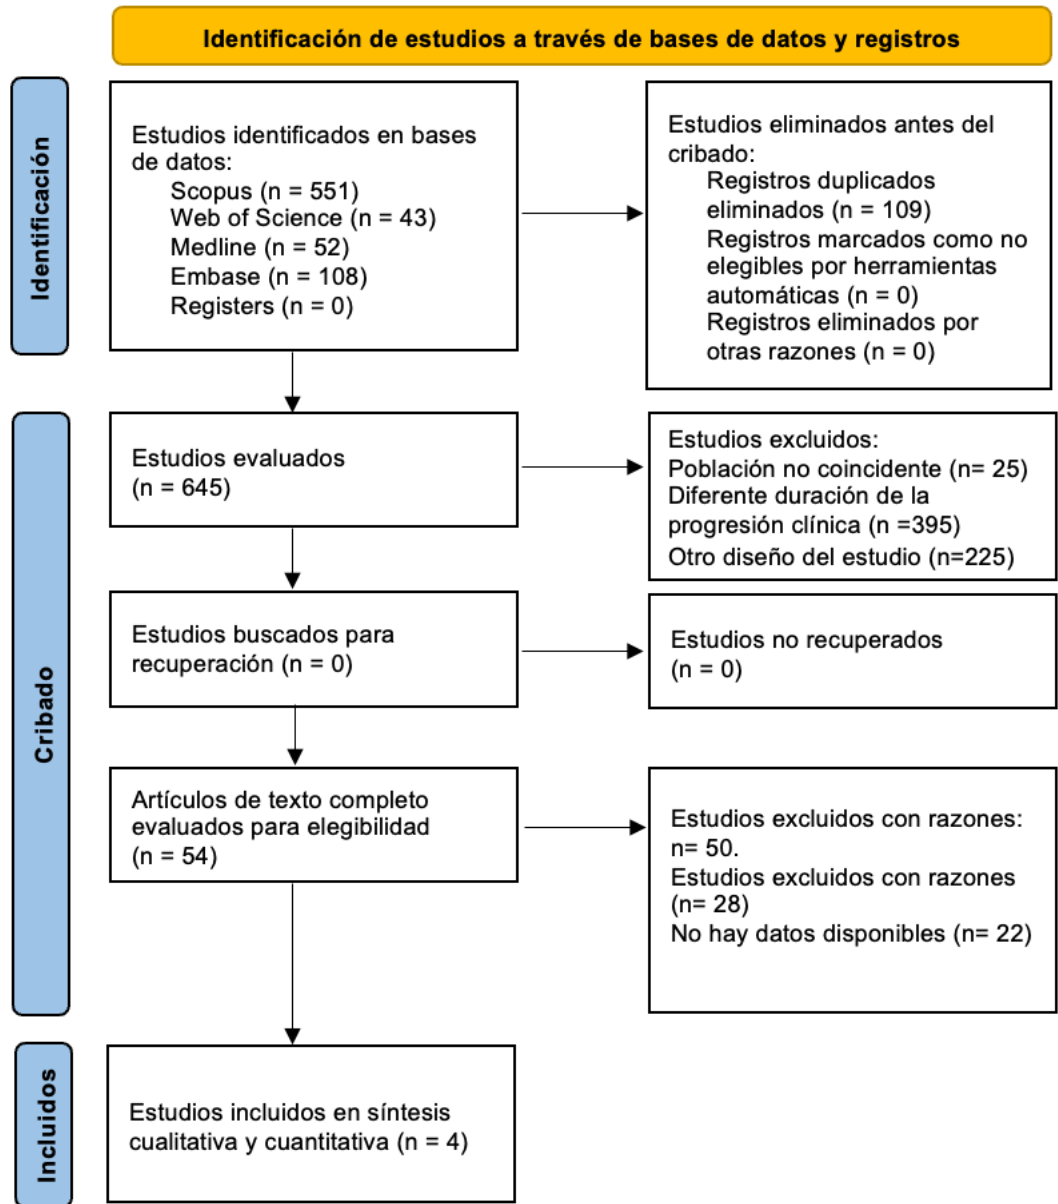 Identificación de estudios a través de bases de datos y registros
Identificación
Estudios identificados en bases
de datos:
Scopus (n = 551)
Web of Science (n = 43)
Medline (n = 52)
Embase (n = 108)
Registers (n = 0)
Estudios eliminados antes del
cribado:
Registros duplicados
eliminados (n = 109)
Registros marcados como no
elegibles por herramientas
automáticas (n = 0)
Registros eliminados por
otras razones (n = 0)
Cribado
Estudios evaluados
(n = 645)
Estudios excluidos:
Población no coincidente (n= 25)
Diferente duración de la
progresión clínica (n =395)
Otro diseño del estudio (n=225)
Estudios buscados para
recuperación (n = 0)
Estudios no recuperados
(n = 0)
Artículos de texto completo
evaluados para elegibilidad
(n = 54)
Estudios excluidos con razones:
n= 50.
Estudios excluidos con razones
(n= 28)
No hay datos disponibles (n= 22)
Incluidos
Estudios incluidos en síntesis
cualitativa y cuantitativa (n = 4)